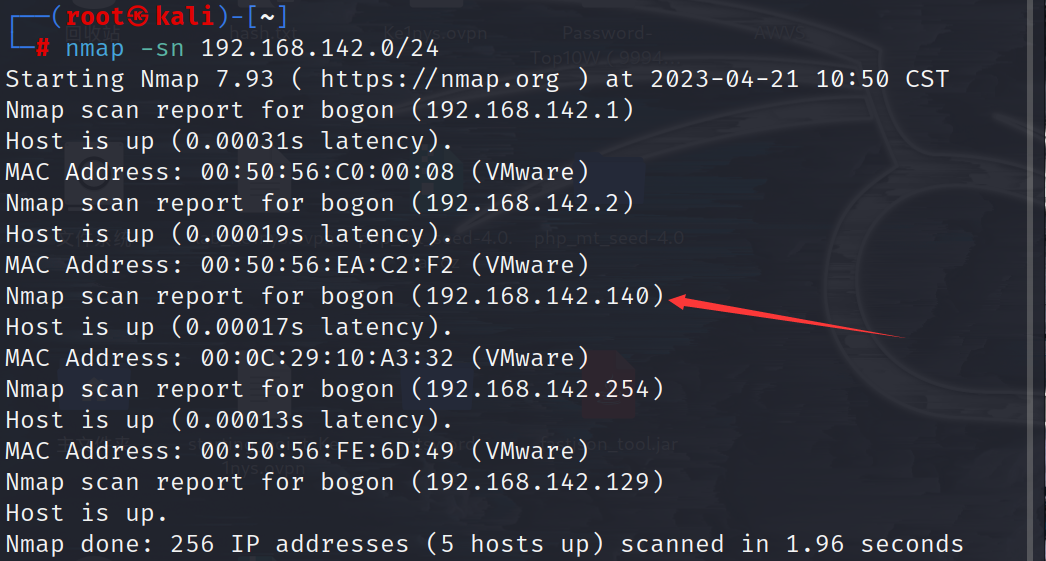 ┌──(root㉿kali)-[~]
└─# nmap -sn 192.168.142.0/24
Starting Nmap 7.93 ( https://nmap.org ) at 2023-04-21 10:50 CST
Nmap scan report for bogon (192.168.142.1)
Host is up (0.00031s latency).
MAC Address: 00:50:56:C0:00:08 (VMware)
Nmap scan report for bogon (192.168.142.2)
Host is up (0.00019s latency).
MAC Address: 00:50:56:EA:C2:F2 (VMware)
Nmap scan report for bogon (192.168.142.140)
Host is up (0.00017s latency).
MAC Address: 00:0C:29:10:A3:32 (VMware)
Nmap scan report for bogon (192.168.142.254)
Host is up (0.00013s latency).
MAC Address: 00:50:56:FE:6D:49 (VMware)
Nmap scan report for bogon (192.168.142.129)
Host is up.
Nmap done: 256 IP addresses (5 hosts up) scanned in 1.96 seconds